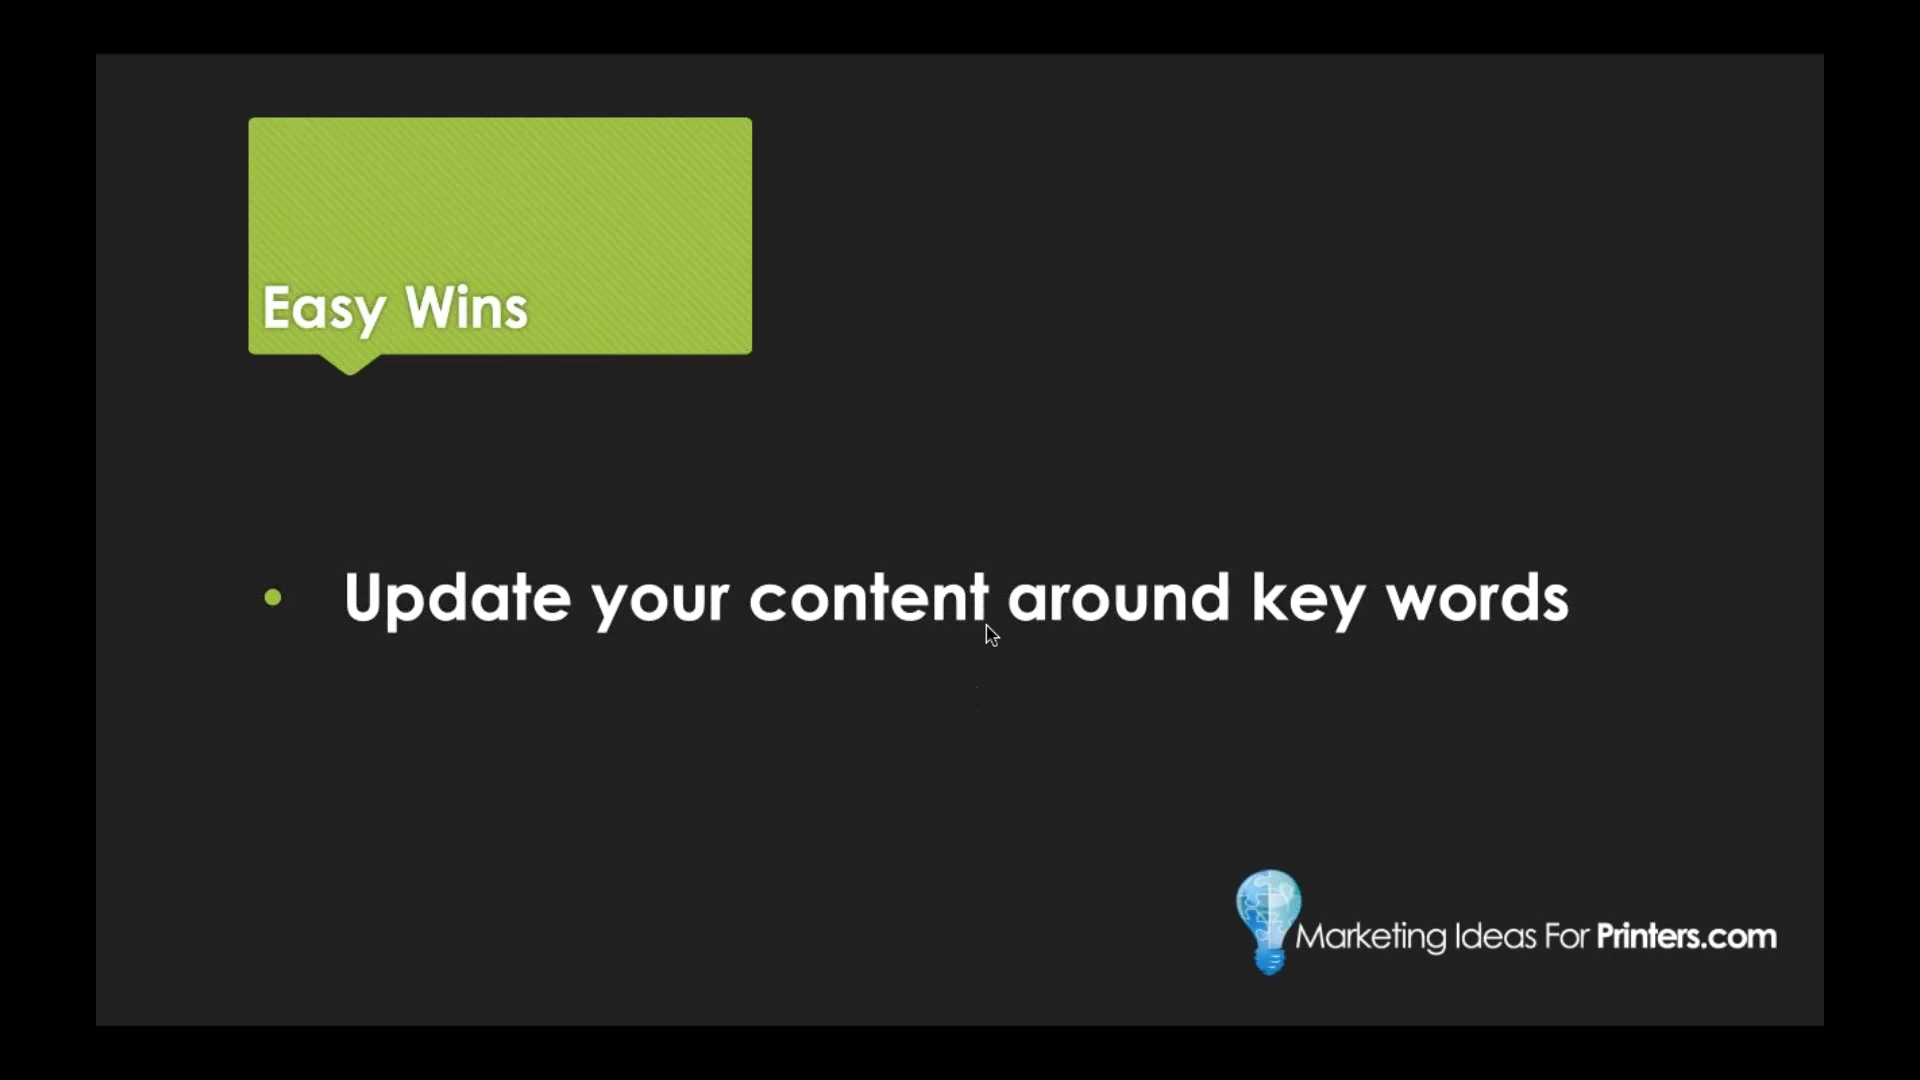 Easy Wins
• Update your content around key words
Marketing Ideas For Printers.com